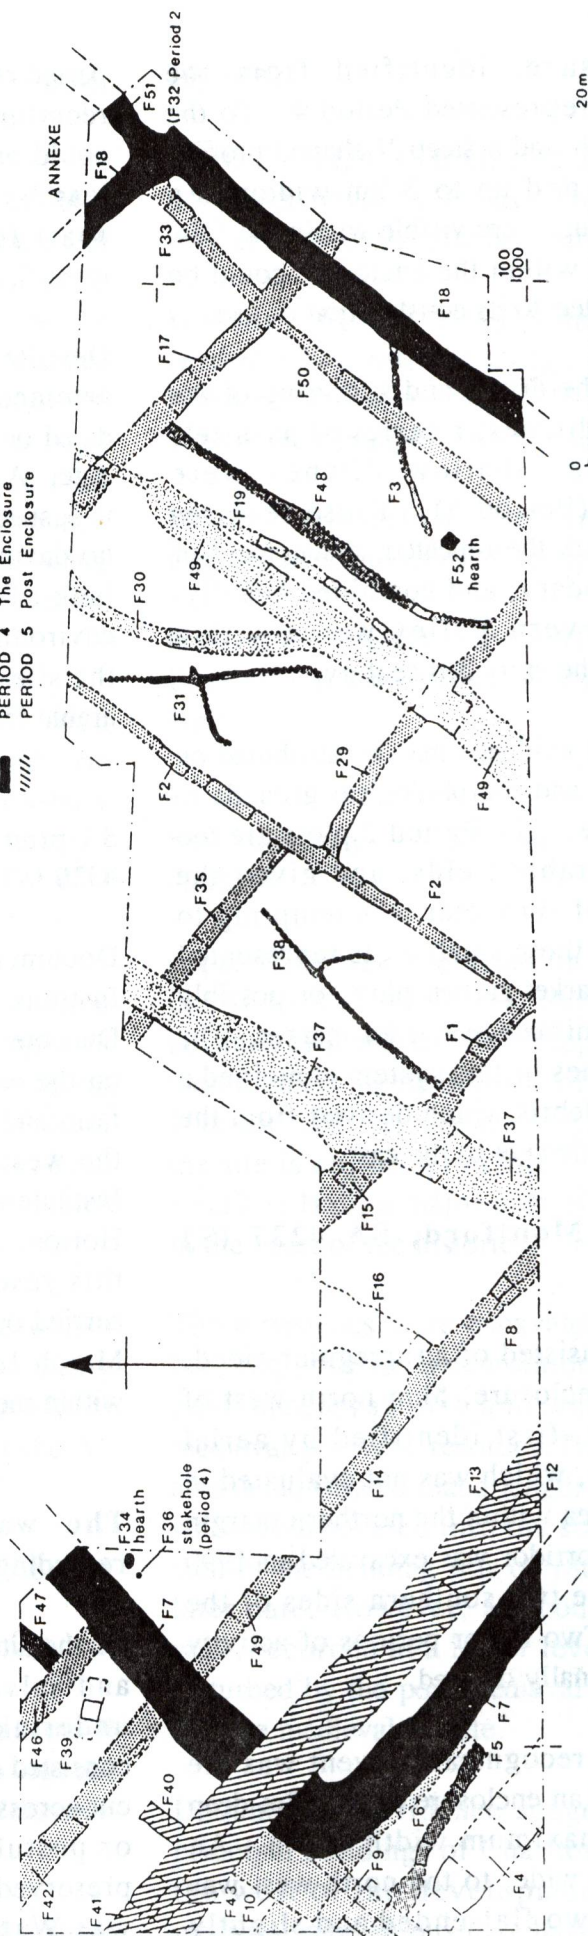 PERIOD 4 The Enclosure
PERIOD 5 Post Enclosure
ANNEXE
F51
(F32 Period 2
F18
F33
F17
F50
F18
100
1000
20m
0
F3
F52
hearth
F48
F19
F49
F30
F31
F2
F29
F49
F2
F35
F38
F37
F1
F37
F15
F16
F8
F14
F13
F12
F34
hearth
F36
stakehole
(period 4)
F47
F7
F49
F46
F39
F42
F40
F41
F43
F10
F9
F6
F5
F7
F4